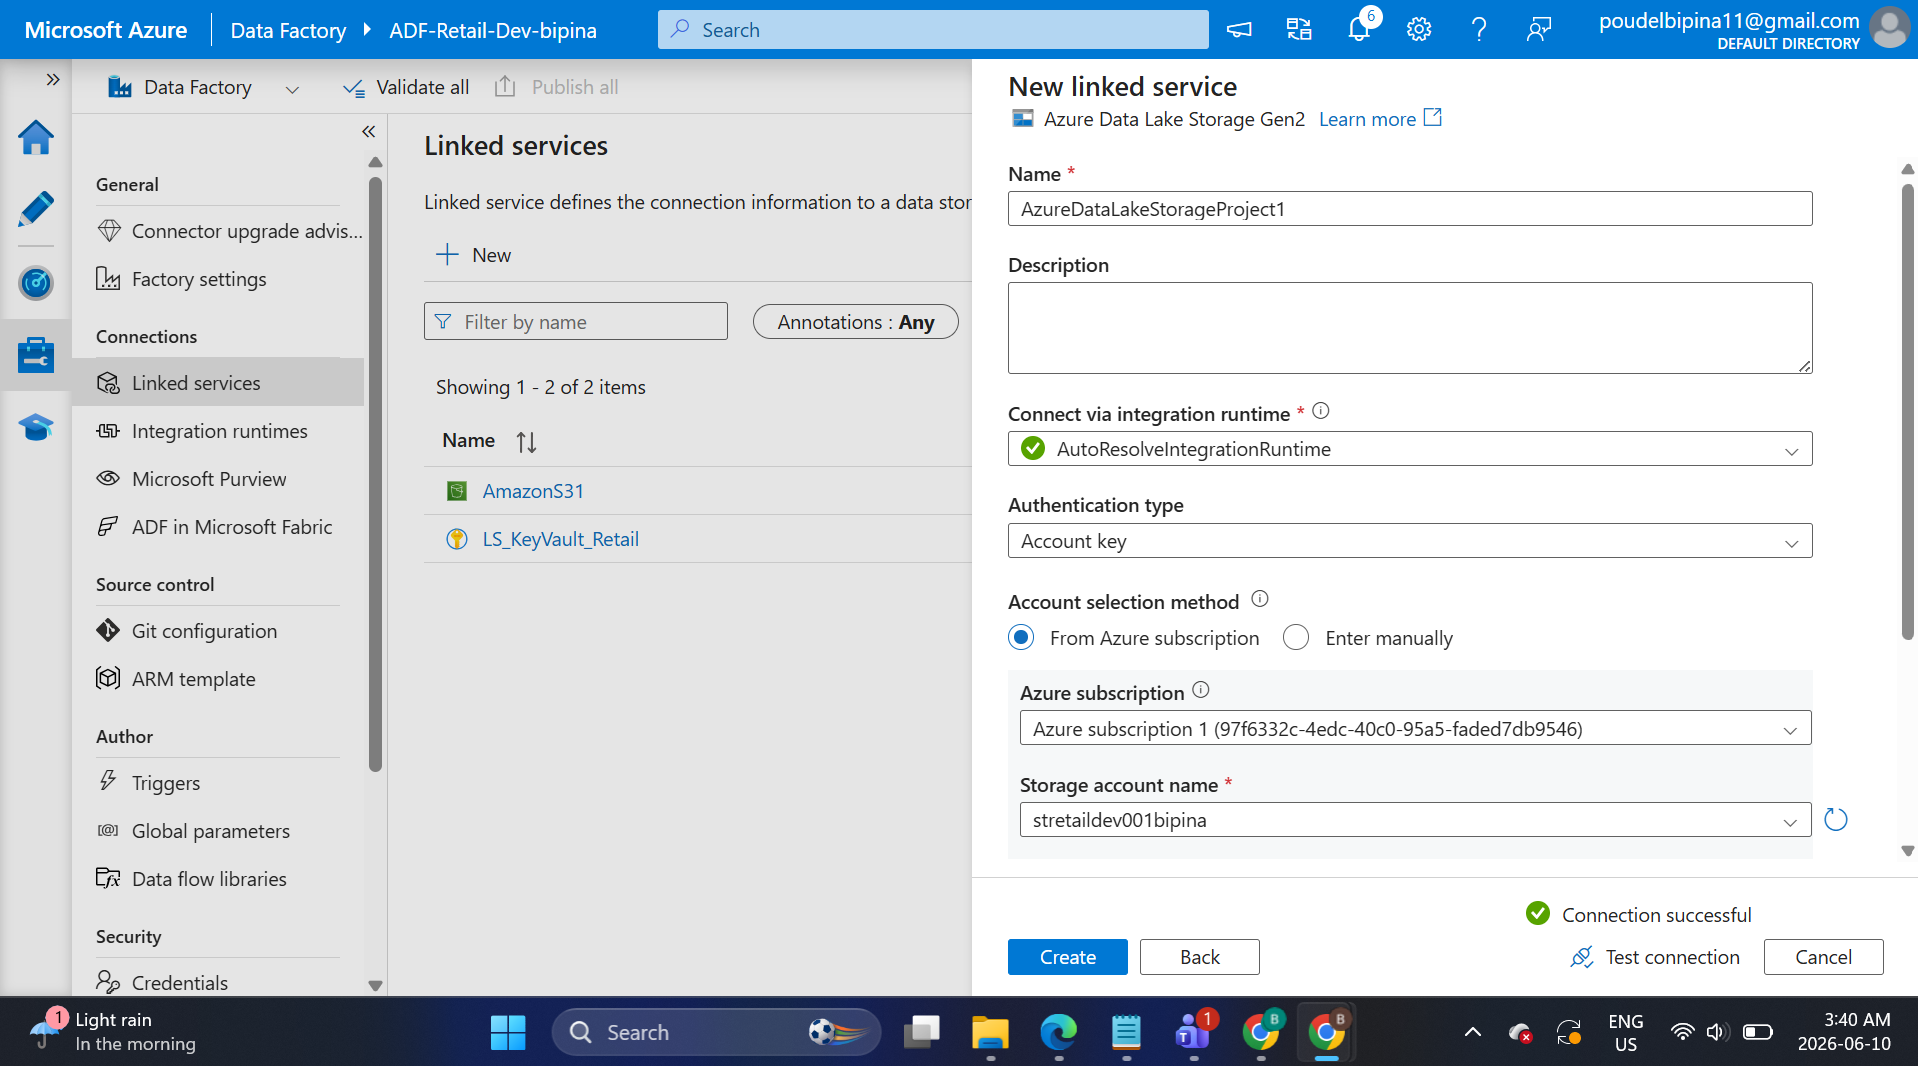 Microsoft Azure
Data Factory
ADF-Retail-Dev-bipina
Search
6
poudelbipina11@gmail.com
DEFAULT DIRECTORY
Data Factory
Validate all
Publish all
General
Connector upgrade advis...
Factory settings
Connections
Linked services
Integration runtimes
Microsoft Purview
ADF in Microsoft Fabric
Source control
Git configuration
ARM template
Author
Triggers
Global parameters
Data flow libraries
Security
Credentials
Linked services
Linked service defines the connection information to a data stor
New
Filter by name
Annotations : Any
Showing 1 - 2 of 2 items
Name
AmazonS31
LS_KeyVault_Retail
New linked service
Azure Data Lake Storage Gen2 Learn more
Name *
AzureDataLakeStorageProject1
Description
Connect via integration runtime *
AutoResolveIntegrationRuntime
Authentication type
Account key
Account selection method
From Azure subscription
Enter manually
Azure subscription
Azure subscription 1 (97f6332c-4edc-40c0-95a5-faded7db9546)
Storage account name *
stretaildev001bipina
Connection successful
Create
Back
Test connection
Cancel
1
Light rain
In the morning
Search
1
B
B
ENG
US
3:40 AM
2026-06-10